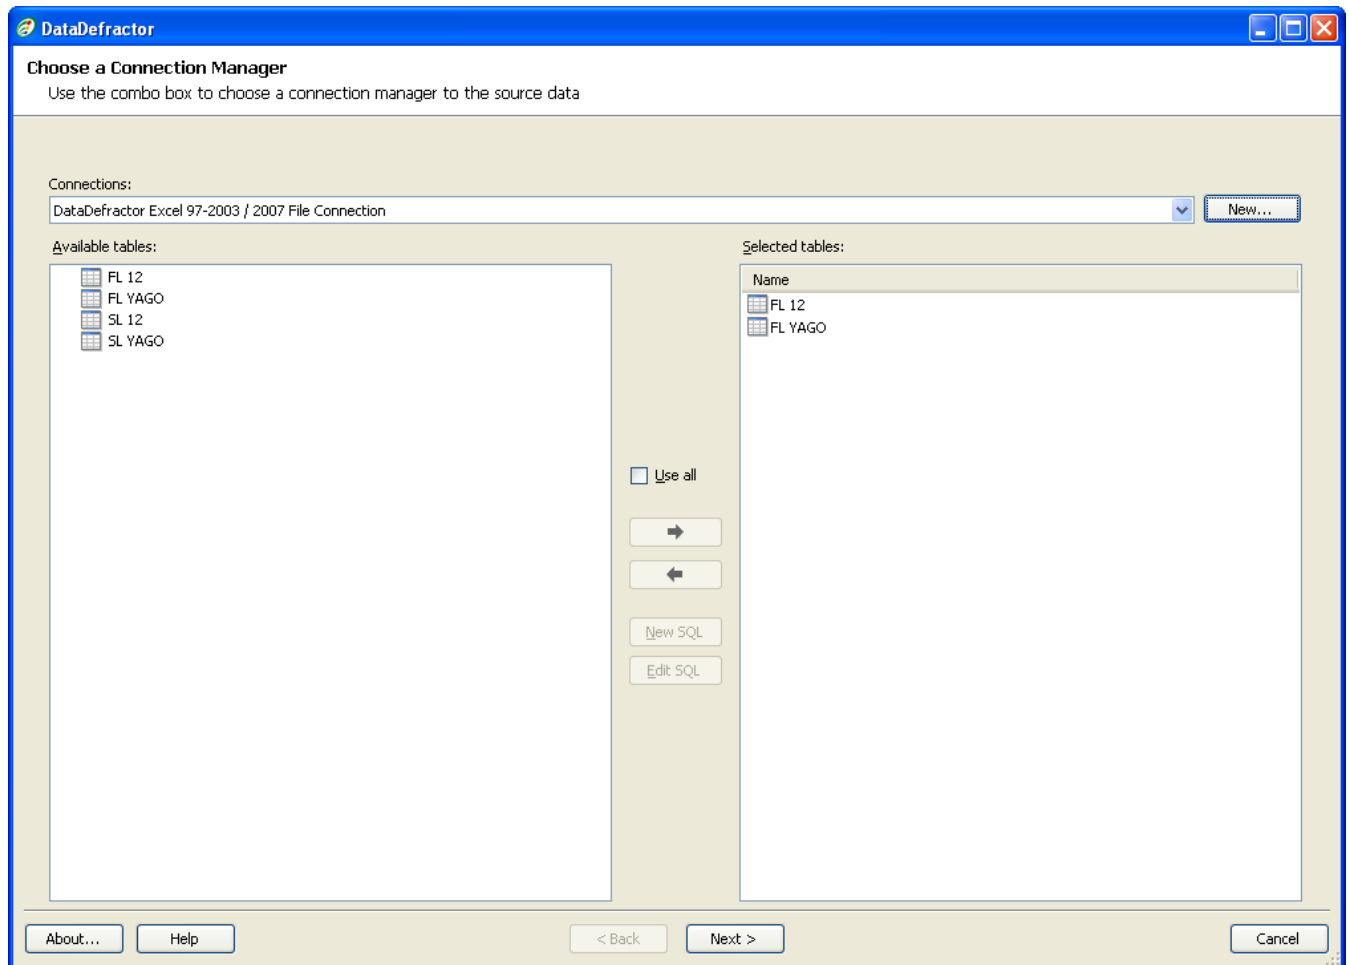 DataDefractor
Choose a Connection Manager
Use the combo box to choose a connection manager to the source data
Connections:
DataDefractor Excel 97-2003 / 2007 File Connection
New...
Available tables:
FL 12
FL YAGO
SL 12
SL YAGO
Use all
New SQL
Edit SQL
Selected tables:
Name
FL 12
FL YAGO
About...
Help
< Back
Next >
Cancel